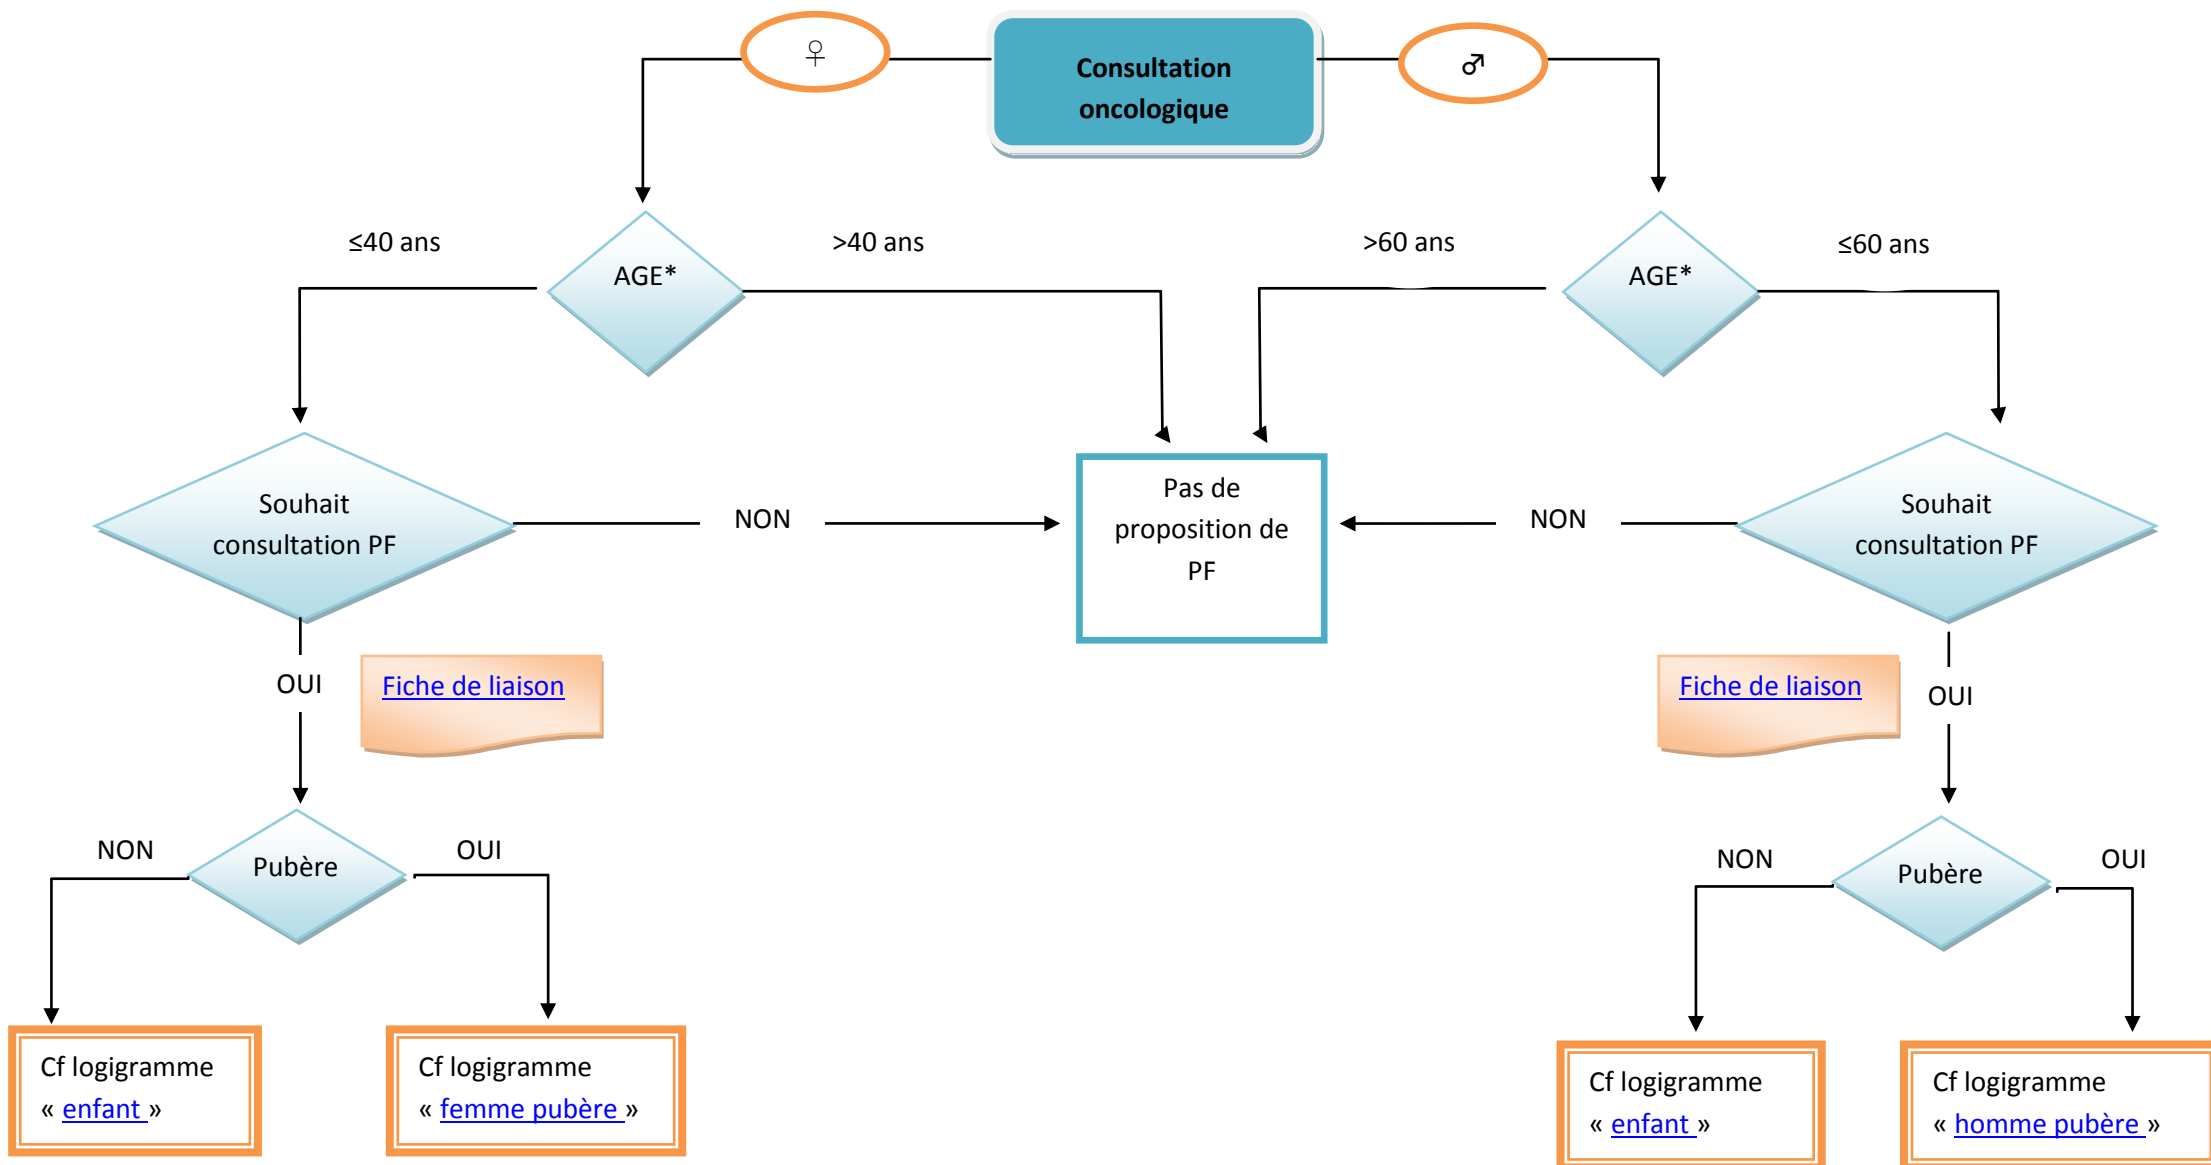 ♀
Consultation
oncologique
♂
≤40 ans
AGE*
>40 ans
>60 ans
AGE*
≤60 ans
Souhait
consultation PF
NON
Pas de
proposition de
PF
NON
Souhait
consultation PF
OUI
Fiche de liaison
Fiche de liaison
OUI
NON
Pubère
OUI
NON
Pubère
OUI
Cf logigramme
« enfant »
Cf logigramme
« femme pubère »
Cf logigramme
« enfant »
Cf logigramme
« homme pubère »